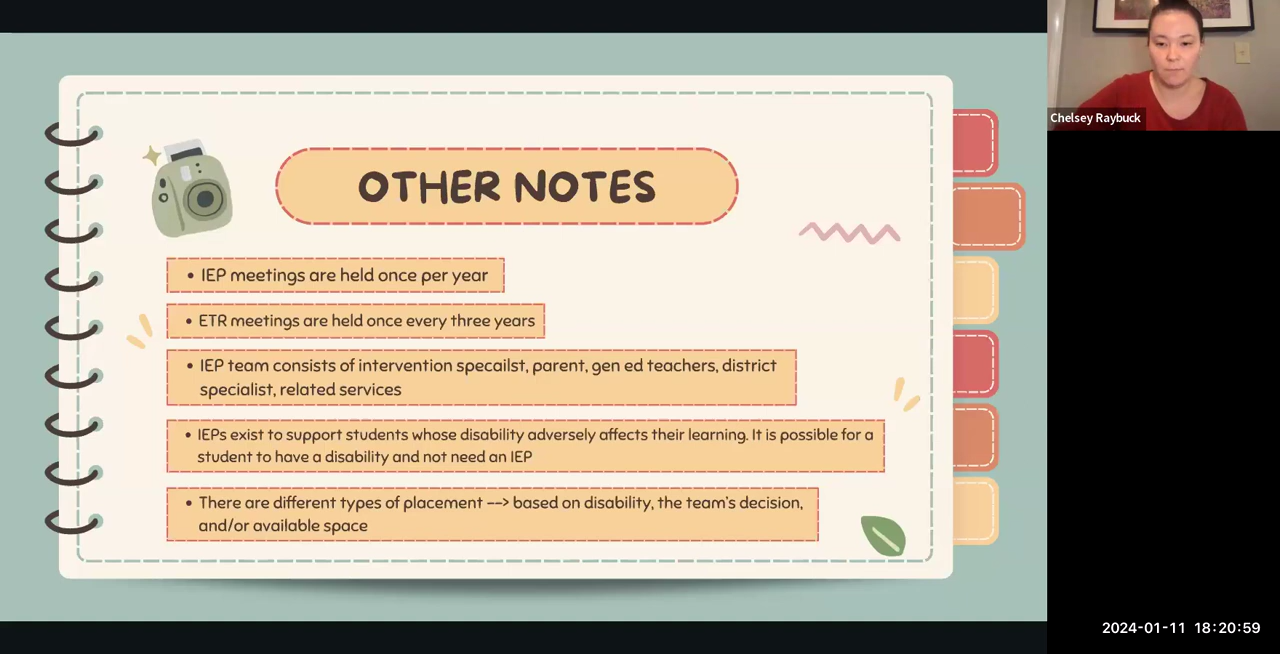 OTHER NOTES
• IEP meetings are held once per year
• ETR meetings are held once every three years
• IEP team consists of intervention specailst, parent, gen ed teachers, district
specialist, related services
• IEPs exist to support students whose disability adversely affects their learning. It is possible for a
student to have a disability and not need an IEP
• There are different types of placement --> based on disability, the team's decision,
and/or available space
Chelsey Raybuck
2024-01-11 18:20:59